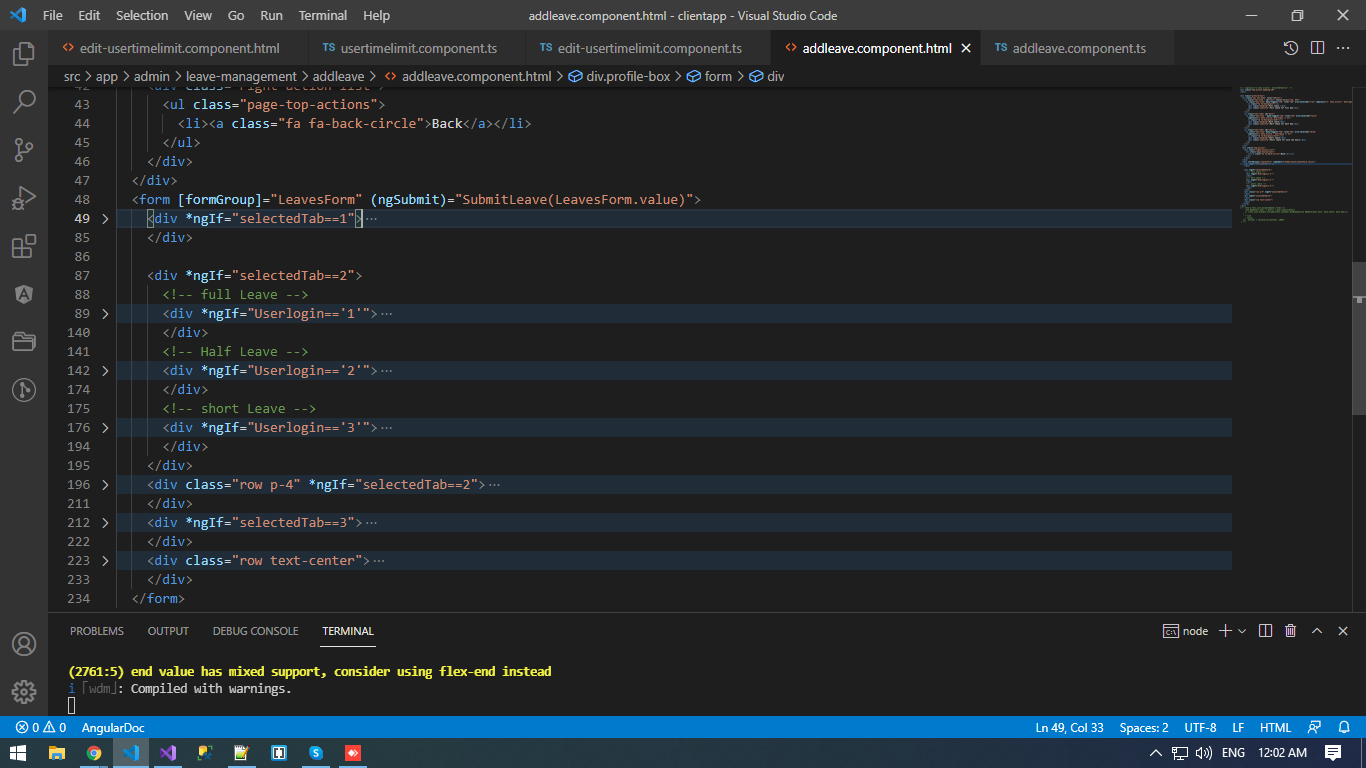 File Edit Selection View Go Run Terminal Help addleave.component.html - clientapp - Visual Studio Code
edit-usertimelimit.component.html TS usertimelimit.component.ts TS edit-usertimelimit.component.ts addleave.component.html TS addleave.component.ts
src > app > admin > leave-management > addleave > addleave.component.html > div.profile-box > form > div
42 <div class="right-action-list">
43 <ul class="page-top-actions">
44 <li><a class="fa fa-back-circle">Back</a></li>
45 </ul>
46 </div>
47 </div>
48 <form [formGroup]="LeavesForm" (ngSubmit)="SubmitLeave(LeavesForm.value)">
49 <div *ngIf="selectedTab==1">…
85 </div>
86
87 <div *ngIf="selectedTab==2">
88 <!-- full Leave -->
89 <div *ngIf="Userlogin=='1'">…
140 </div>
141 <!-- Half Leave -->
142 <div *ngIf="Userlogin=='2'">…
174 </div>
175 <!-- short Leave -->
176 <div *ngIf="Userlogin=='3'">…
194 </div>
195 </div>
196 <div class="row p-4" *ngIf="selectedTab==2">…
211 </div>
212 <div *ngIf="selectedTab==3">…
222 </div>
223 <div class="row text-center">…
233 </div>
234 </form>
PROBLEMS OUTPUT DEBUG CONSOLE TERMINAL node
(2761:5) end value has mixed support, consider using flex-end instead
i ｢wdm｣: Compiled with warnings.
0 0 AngularDoc Ln 49, Col 33 Spaces: 2 UTF-8 LF HTML
ENG 12:02 AM